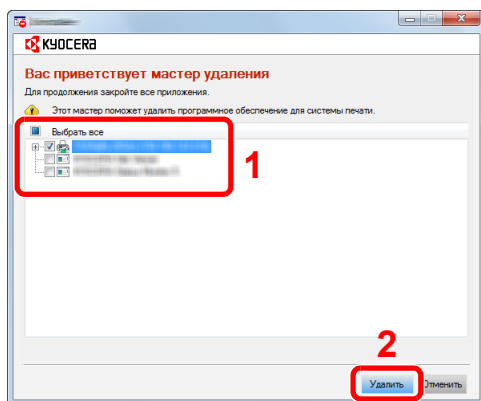 KYOCERA
Вас приветствует мастер удаления
Для продолжения закройте все приложения.
Этот мастер поможет удалить программное обеспечение для системы печати.
Выбрать все
1
2
Удалить Отменить